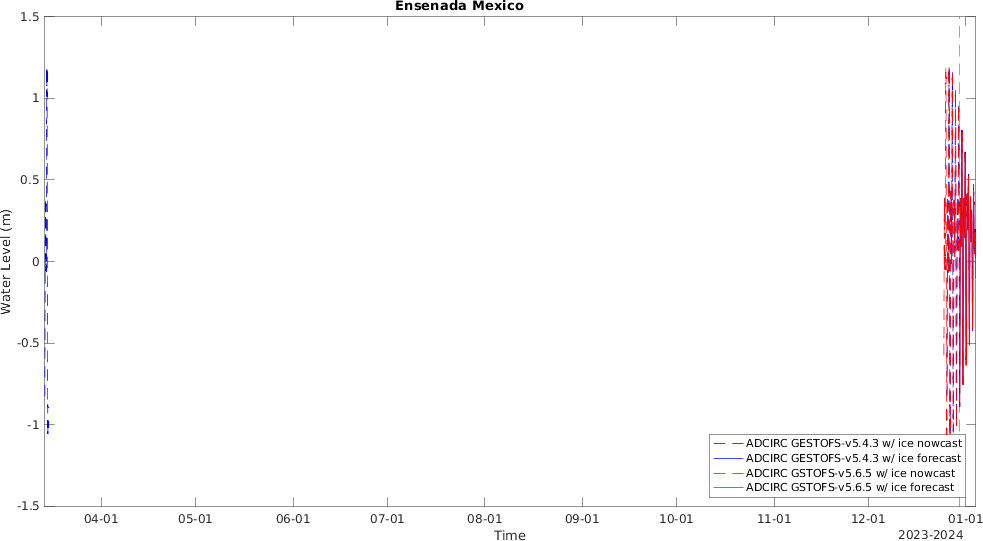 Ensenada Mexico
1.5
1
0.5
0
-0.5
-1
-1.5
Water Level (m)
ADCIRC GESTOFS-v5.4.3 w/ ice nowcast
ADCIRC GESTOFS-v5.4.3 w/ ice forecast
ADCIRC GSTOFS-v5.6.5 w/ ice nowcast
ADCIRC GSTOFS-v5.6.5 w/ ice forecast
04-01 05-01 06-01 07-01 08-01 09-01 10-01 11-01 12-01 01-01
Time
2023-2024